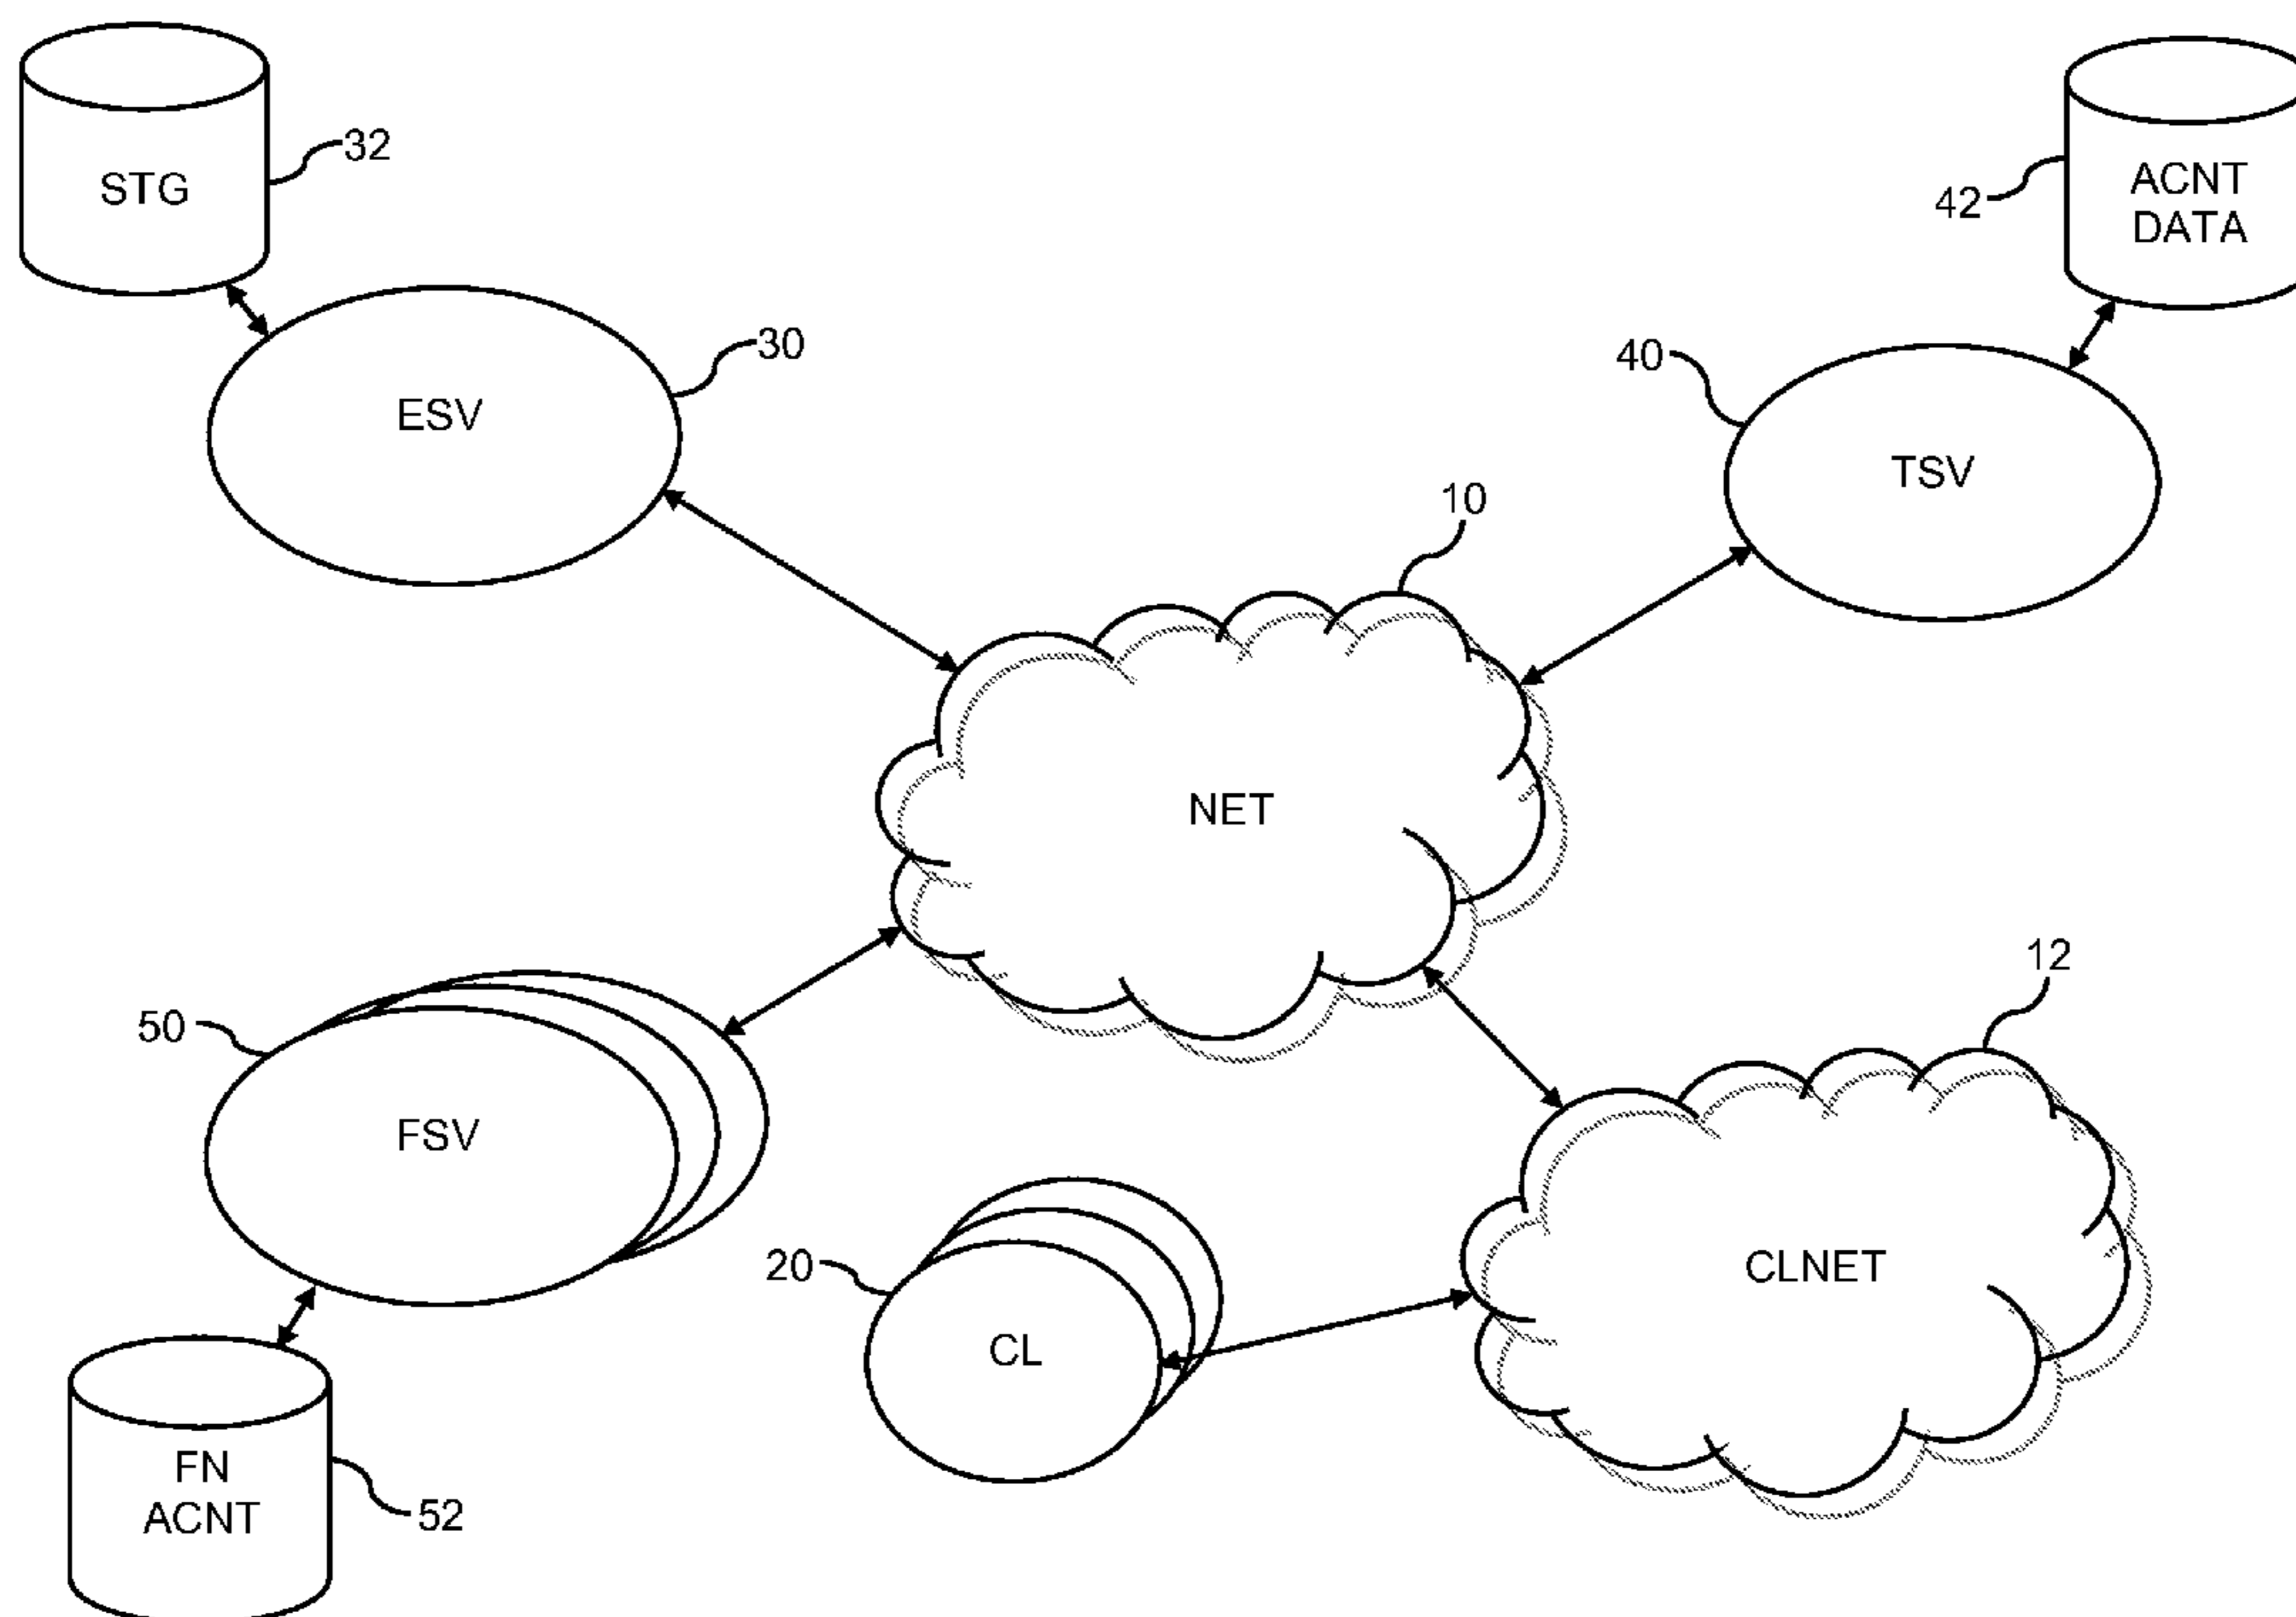 STG
32
ACNT
DATA
42
ESV
30
40
TSV
10
NET
12
50
FSV
20
CL
CLNET
FN
ACNT
52